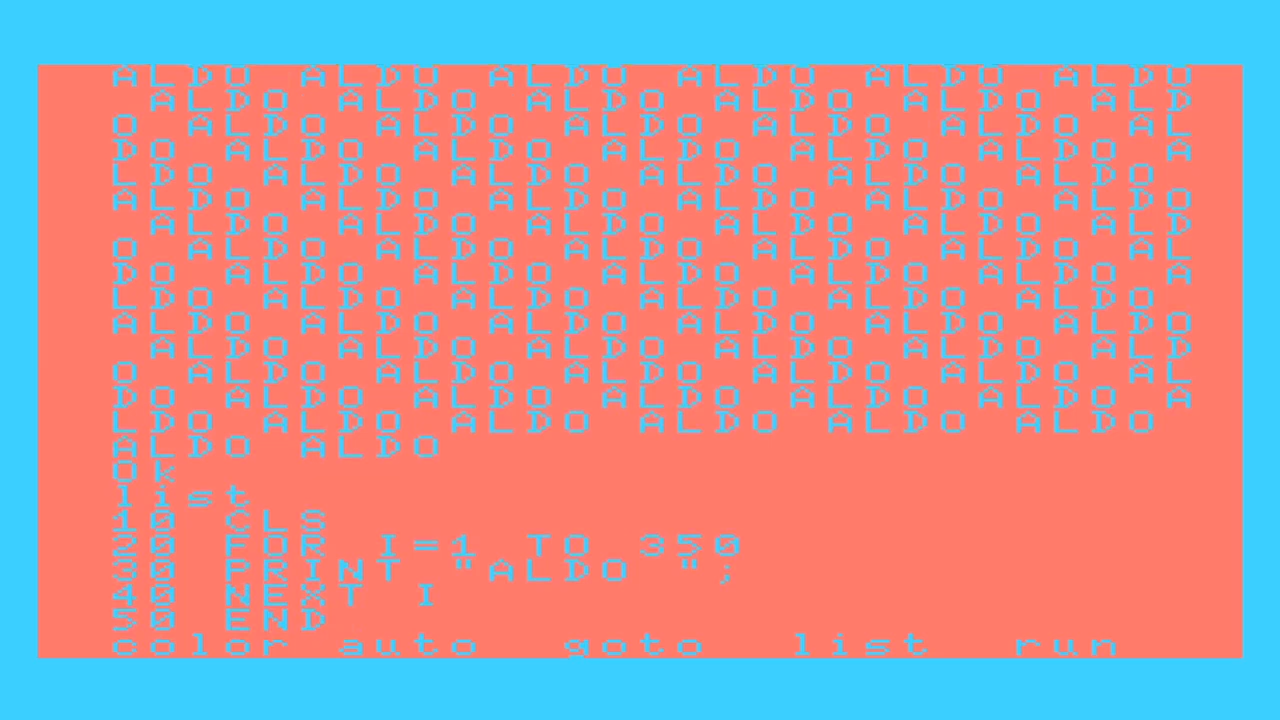 ALDO ALDO ALDO ALDO ALDO ALDO
 ALDO ALDO ALDO ALDO ALDO ALD
O ALDO ALDO ALDO ALDO ALDO AL
DO ALDO ALDO ALDO ALDO ALDO A
LDO ALDO ALDO ALDO ALDO ALDO
ALDO ALDO ALDO ALDO ALDO ALDO
 ALDO ALDO ALDO ALDO ALDO ALD
O ALDO ALDO ALDO ALDO ALDO AL
DO ALDO ALDO ALDO ALDO ALDO A
LDO ALDO ALDO ALDO ALDO ALDO
ALDO ALDO ALDO ALDO ALDO ALDO
 ALDO ALDO ALDO ALDO ALDO ALD
O ALDO ALDO ALDO ALDO ALDO AL
DO ALDO ALDO ALDO ALDO ALDO A
LDO ALDO ALDO ALDO ALDO ALDO
ALDO ALDO
Ok
list
10 CLS
20 FOR I=1 TO 350
30 PRINT "ALDO ";
40 NEXT I
50 END
color auto goto list run